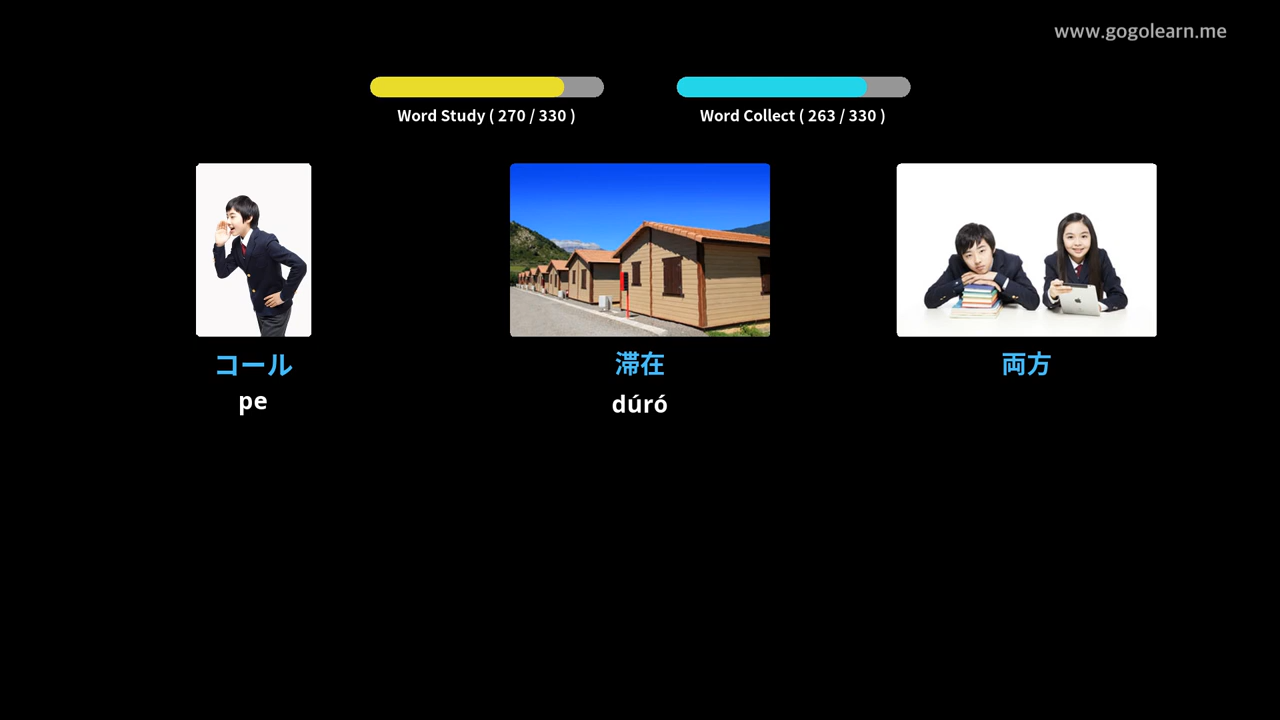 www.gogolearn.me
Word Study ( 270 / 330 )
Word Collect ( 263 / 330 )
コール
滞在
両方
pe
dúró